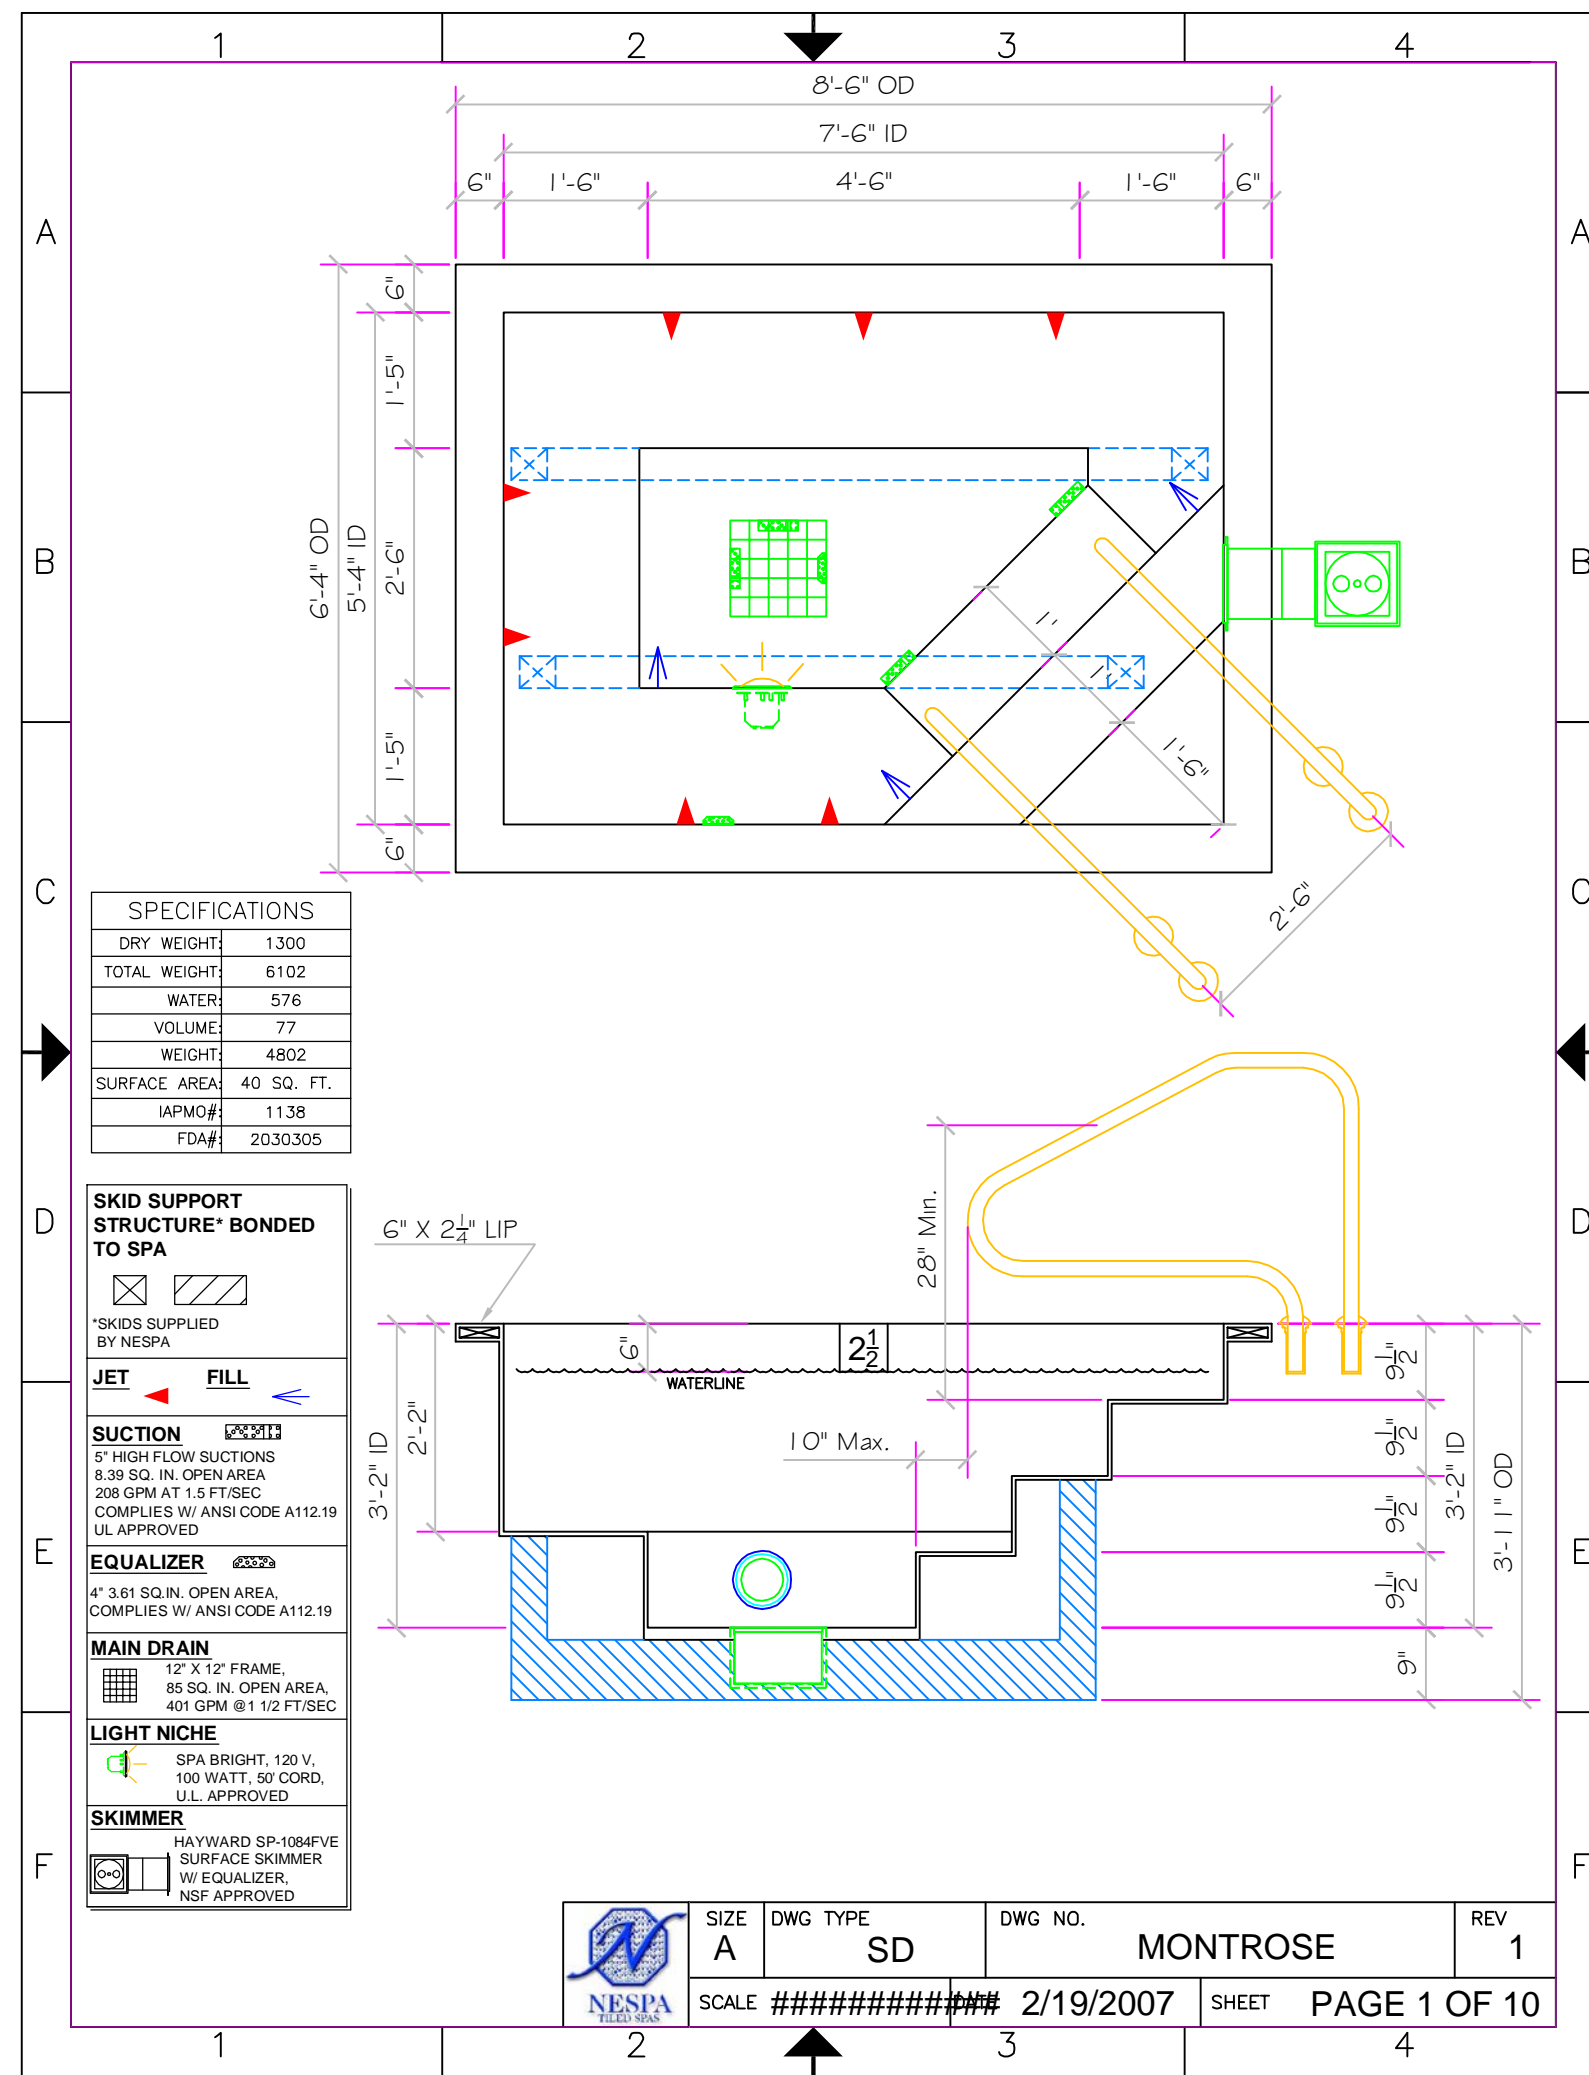 1 2 3 4
8'-6" OD
7'-6" ID
6" 1'-6" 4'-6" 1'-6" 6"
A A
6"
1'-5"
B B
6'-4" OD
5'-4" ID
2'-6"
1'
1'
1'-6"
1'-5"
6"
2'-6"
C C
SPECIFICATIONS
DRY WEIGHT: 1300
TOTAL WEIGHT: 6102
WATER: 576
VOLUME: 77
WEIGHT: 4802
SURFACE AREA: 40 SQ. FT.
IAPMO#: 1138
FDA#: 2030305
D D
SKID SUPPORT
STRUCTURE* BONDED
TO SPA
*SKIDS SUPPLIED
BY NESPA
JET FILL
SUCTION
5" HIGH FLOW SUCTIONS
8.39 SQ. IN. OPEN AREA
208 GPM AT 1.5 FT/SEC
COMPLIES W/ ANSI CODE A112.19
UL APPROVED
EQUALIZER
4" 3.61 SQ.IN. OPEN AREA,
COMPLIES W/ ANSI CODE A112.19
MAIN DRAIN
12" X 12" FRAME,
85 SQ. IN. OPEN AREA,
401 GPM @1 1/2 FT/SEC
LIGHT NICHE
SPA BRIGHT, 120 V,
100 WATT, 50' CORD,
U.L. APPROVED
SKIMMER
HAYWARD SP-1084FVE
SURFACE SKIMMER
W/ EQUALIZER,
NSF APPROVED
6" X 2 1/4" LIP
28" Min.
6"
2 1/2
WATERLINE
10" Max.
3'-2" ID
2'-2"
9 1/2"
9 1/2"
9 1/2"
9 1/2"
9"
3'-2" ID
3'-11" OD
E E
F F
NESPA
TILED SPAS
SIZE A
DWG TYPE SD
DWG NO. MONTROSE
REV 1
SCALE ############
DATE 2/19/2007
SHEET PAGE 1 OF 10
1 2 3 4